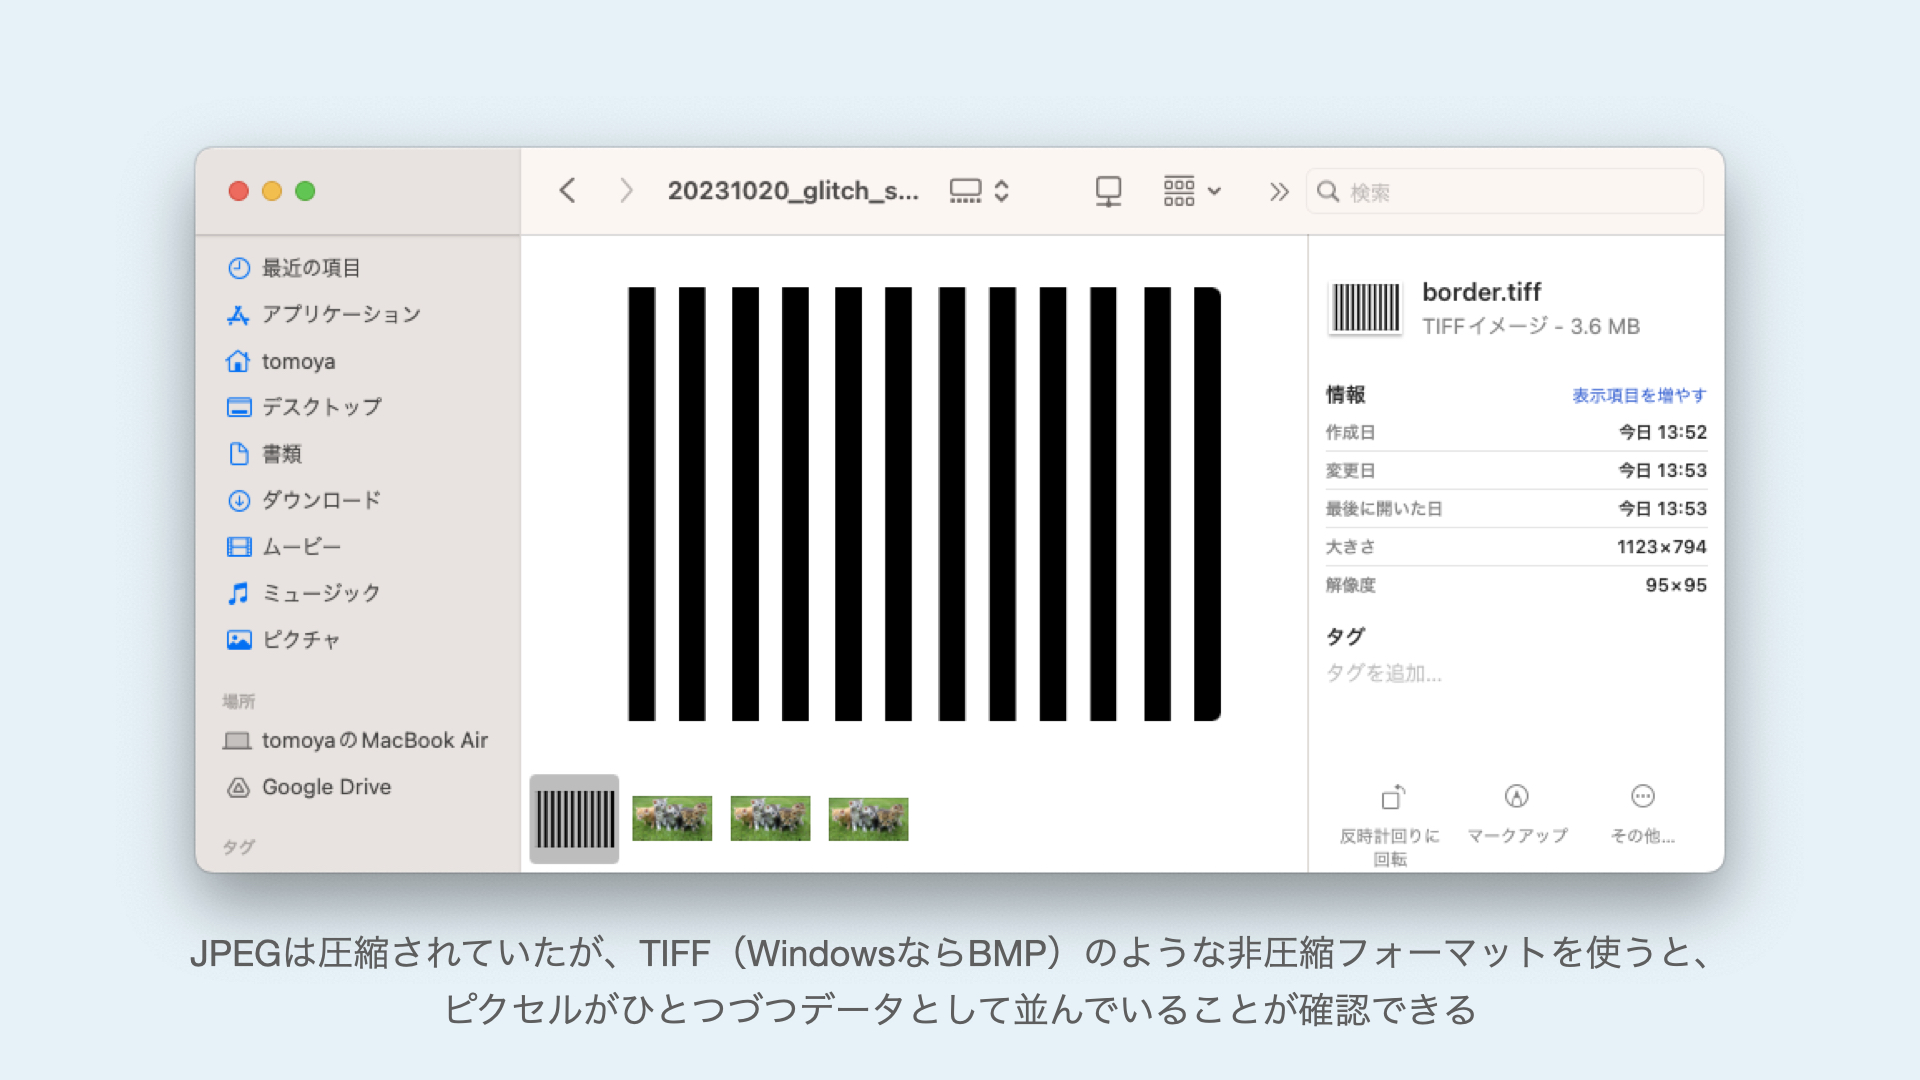 20231020_glitch_s...
検索
最近の項目
アプリケーション
tomoya
デスクトップ
書類
ダウンロード
ムービー
ミュージック
ピクチャ
場所
tomoyaのMacBook Air
Google Drive
タグ
border.tiff
TIFFイメージ - 3.6 MB
情報 表示項目を増やす
作成日 今日 13:52
変更日 今日 13:53
最後に開いた日 今日 13:53
大きさ 1123×794
解像度 95×95
タグ
タグを追加...
反時計回りに
回転
マークアップ
その他...
JPEGは圧縮されていたが、TIFF（WindowsならBMP）のような非圧縮フォーマットを使うと、
ピクセルがひとつづつデータとして並んでいることが確認できる